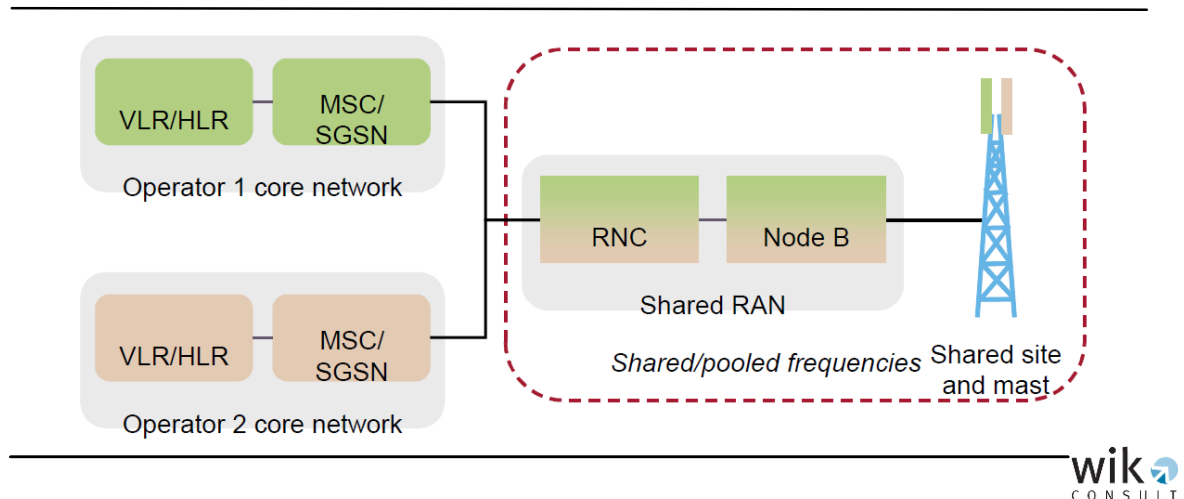 VLR/HLR
MSC/
SGSN
Operator 1 core network
VLR/HLR
MSC/
SGSN
Operator 2 core network
RNC
Node B
Shared RAN
Shared/pooled frequencies
Shared site
and mast
wik
CONSULT